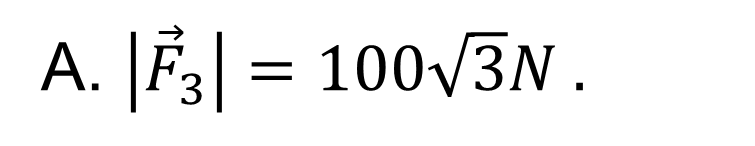 A. |F⃗₃| = 100√3N .